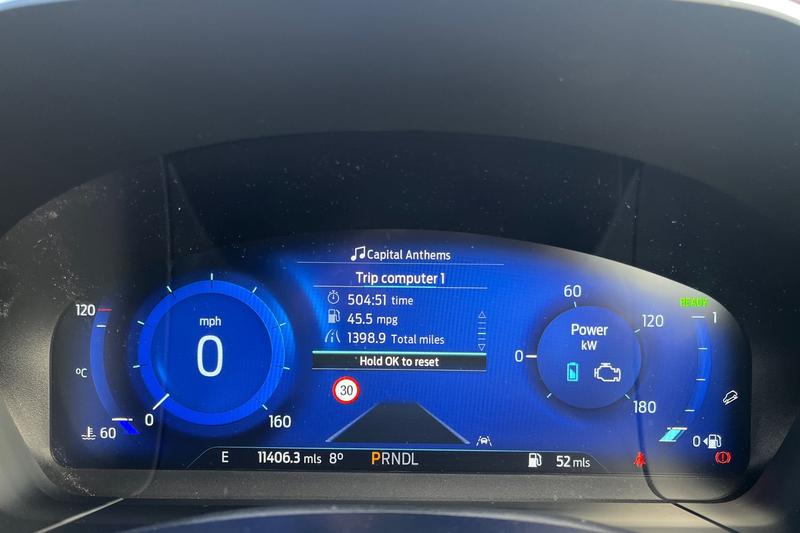 Capital Anthems
Trip computer 1
504:51 time
45.5 mpg
1398.9 Total miles
Hold OK to reset
30
120
ºC
60
mph
0
0
160
60
Power
kW
0
120
180
READY
1
0
E
11406.3 mls
8º
PRNDL
52 mls